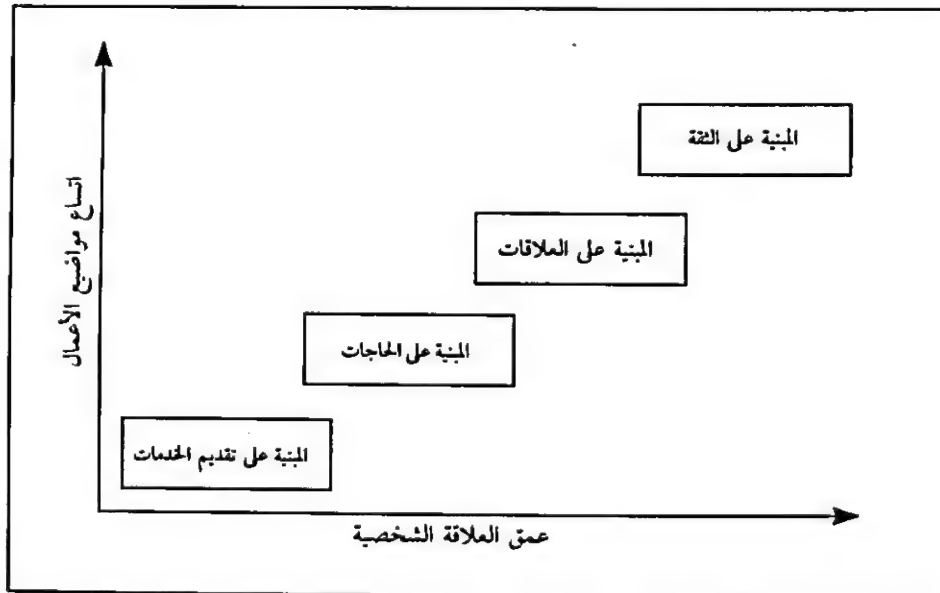 المبنية على الثقة
المبنية على العلاقات
المبنية على الحاجات
المبنية على تقديم الخدمات
اتساع مواضيع الأعمال
عمق العلاقة الشخصية